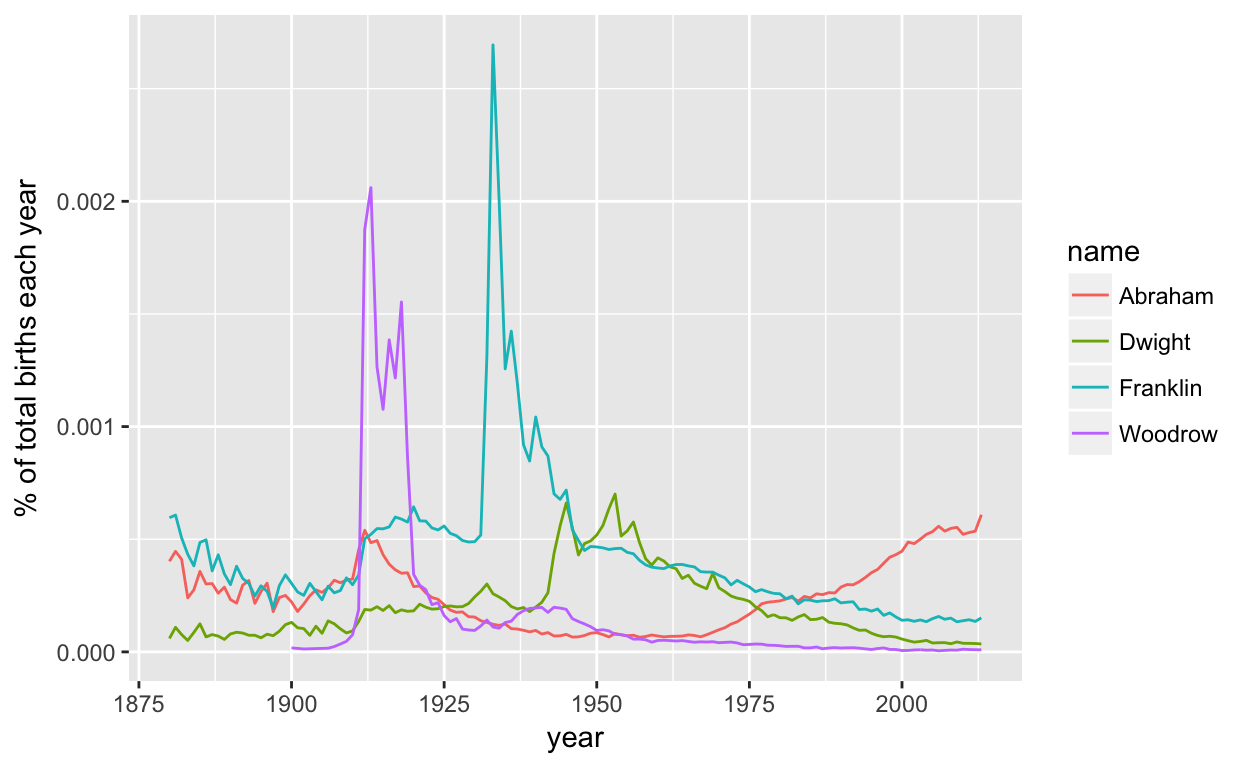 % of total births each year
0.002
0.001
0.000
1875 1900 1925 1950 1975 2000
year
name
Abraham
Dwight
Franklin
Woodrow